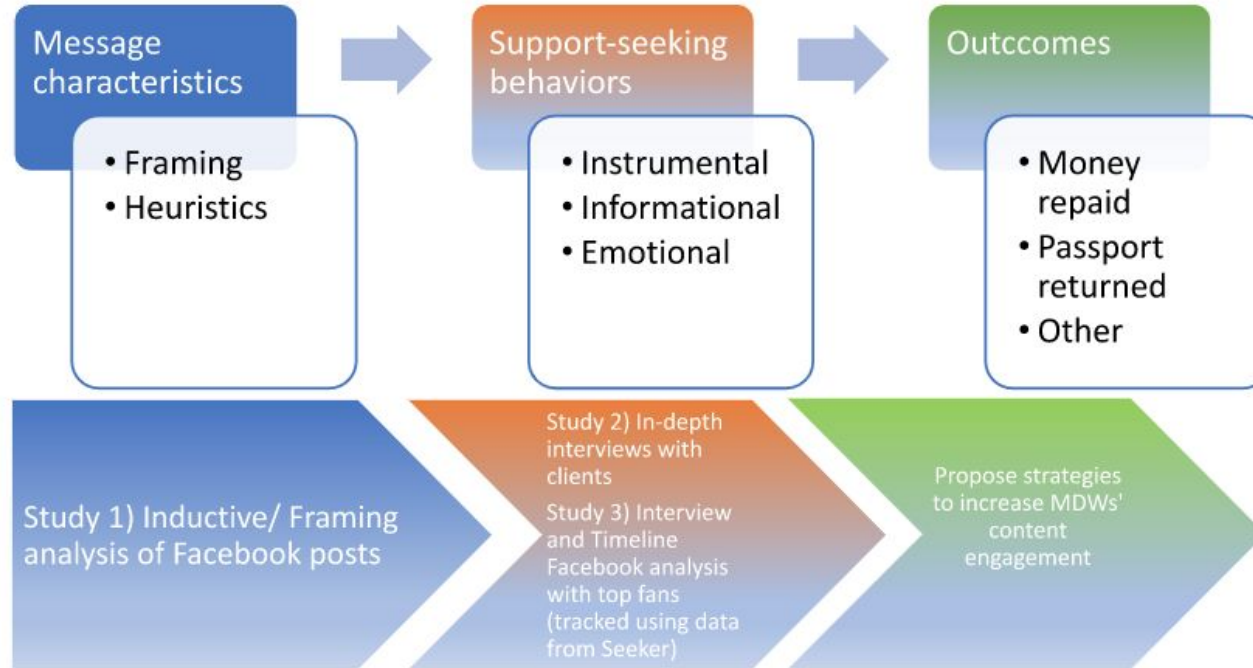 Message
characteristics
• Framing
• Heuristics
Support-seeking
behaviors
• Instrumental
• Informational
• Emotional
Outccomes
• Money
repaid
• Passport
returned
• Other
Study 1) Inductive/ Framing
analysis of Facebook posts
Study 2) In-depth
interviews with
clients
Study 3) Interview
and Timeline
Facebook analysis
with top fans
(tracked using data
from Seeker)
Propose strategies
to increase MDWs'
content
engagement